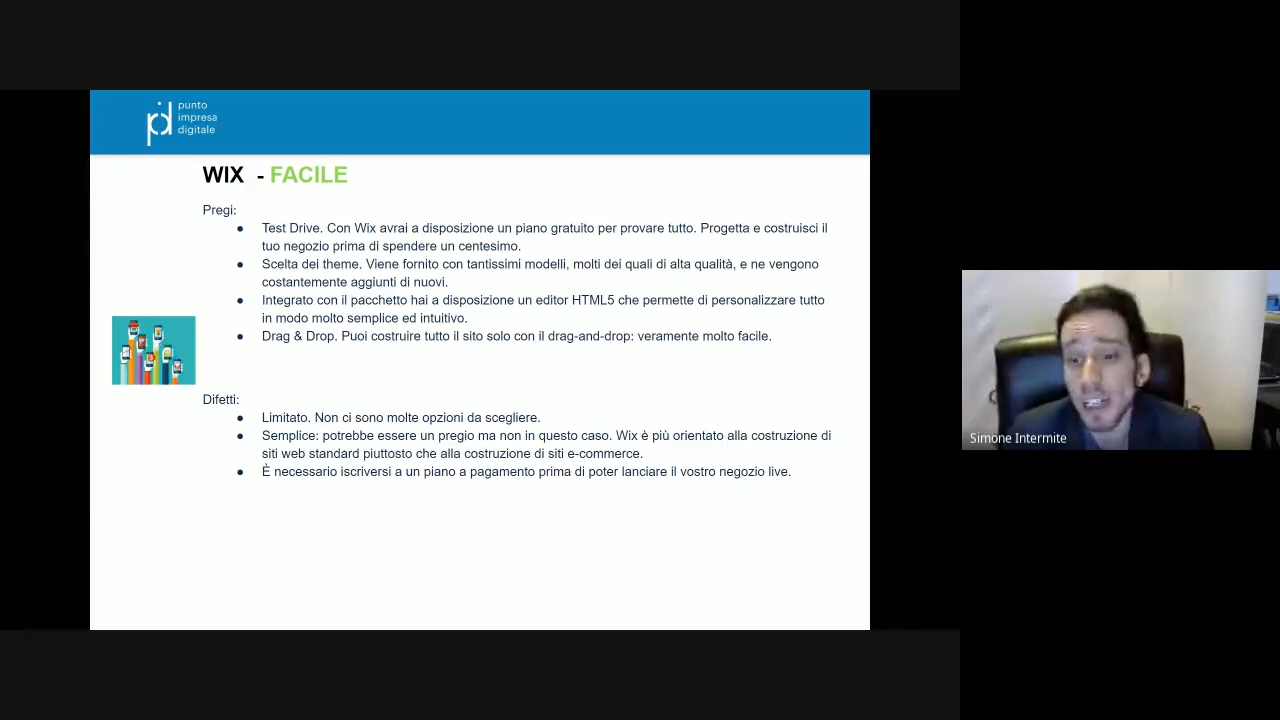 punto
impresa
digitale
WIX - FACILE
Pregi:
● Test Drive. Con Wix avrai a disposizione un piano gratuito per provare tutto. Progetta e costruisci il
tuo negozio prima di spendere un centesimo.
● Scelta dei theme. Viene fornito con tantissimi modelli, molti dei quali di alta qualità, e ne vengono
costantemente aggiunti di nuovi.
● Integrato con il pacchetto hai a disposizione un editor HTML5 che permette di personalizzare tutto
in modo molto semplice ed intuitivo.
● Drag & Drop. Puoi costruire tutto il sito solo con il drag-and-drop: veramente molto facile.
Difetti:
● Limitato. Non ci sono molte opzioni da scegliere.
● Semplice: potrebbe essere un pregio ma non in questo caso. Wix è più orientato alla costruzione di
siti web standard piuttosto che alla costruzione di siti e-commerce.
● È necessario iscriversi a un piano a pagamento prima di poter lanciare il vostro negozio live.
Simone Intermite